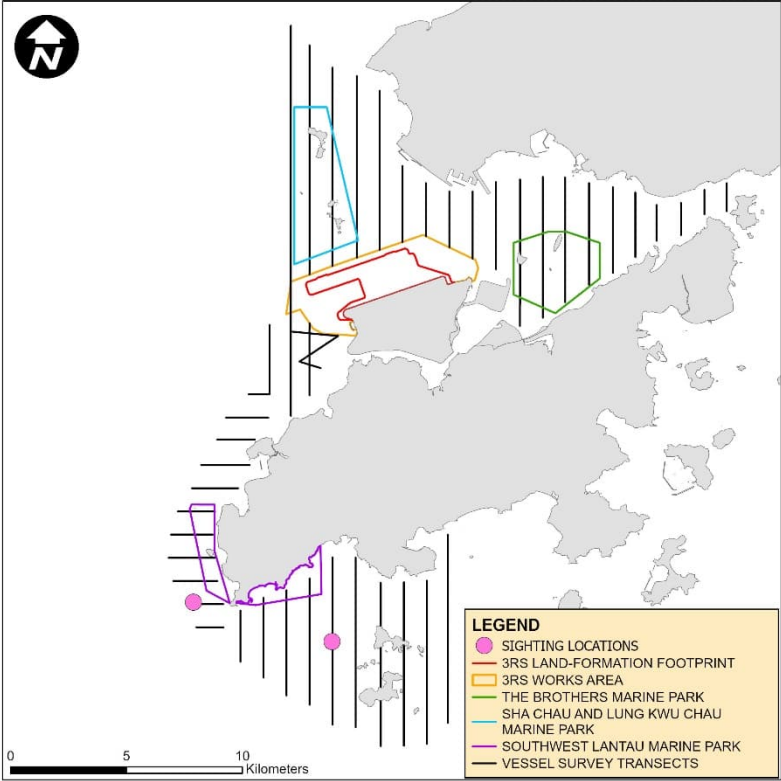 N
LEGEND
SIGHTING LOCATIONS
3RS LAND-FORMATION FOOTPRINT
3RS WORKS AREA
THE BROTHERS MARINE PARK
SHA CHAU AND LUNG KWU CHAU
MARINE PARK
SOUTHWEST LANTAU MARINE PARK
VESSEL SURVEY TRANSECTS
0 5 10
Kilometers